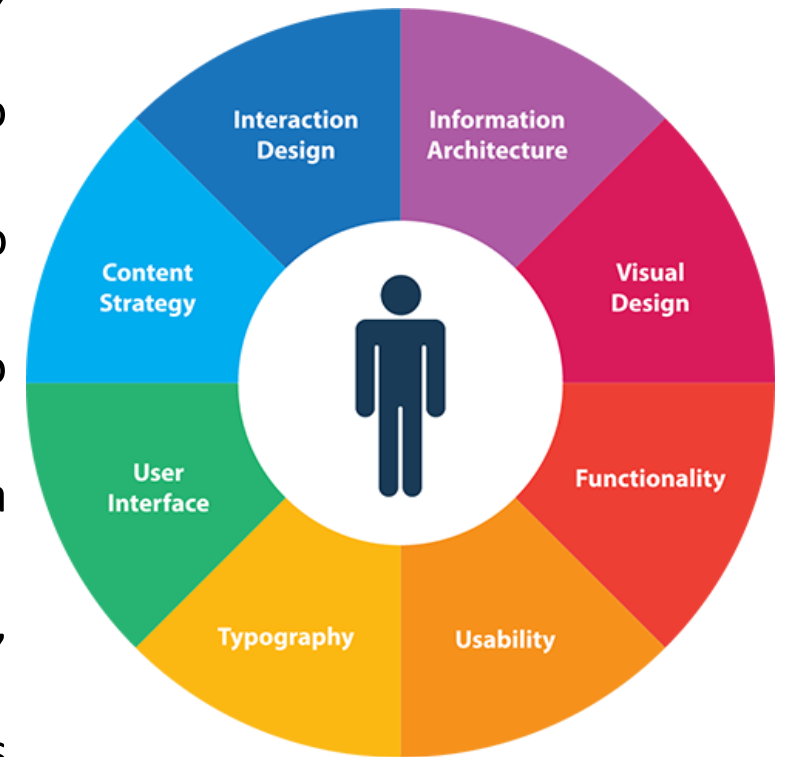 Interaction
Design
Information
Architecture
Content
Strategy
Visual
Design
User
Interface
Functionality
Typography
Usability